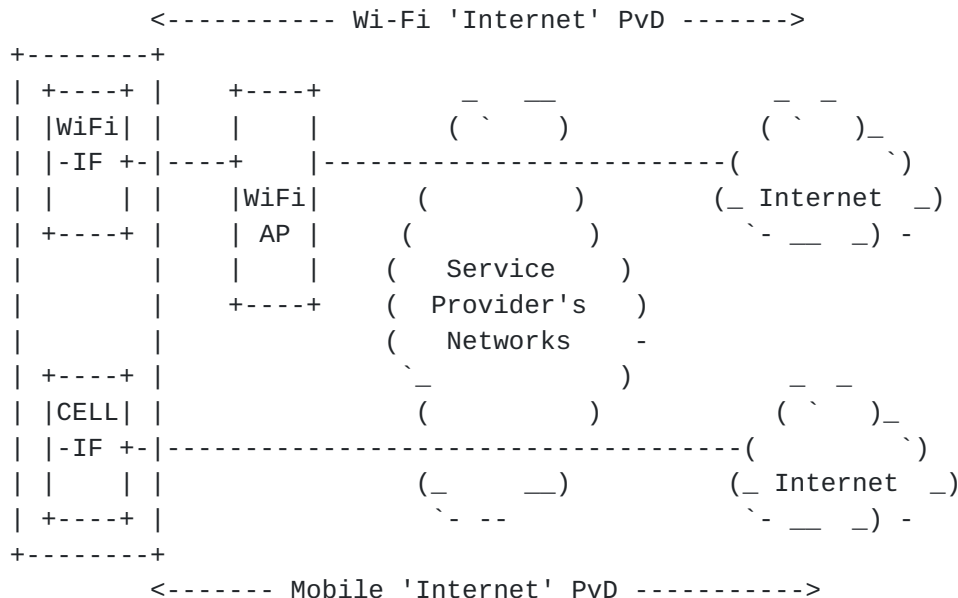 <----------- Wi-Fi 'Internet' PvD ------->
WiFi
-IF
WiFi
AP
Internet
Service
Provider's
Networks
CELL
-IF
Internet
<------- Mobile 'Internet' PvD ----------->